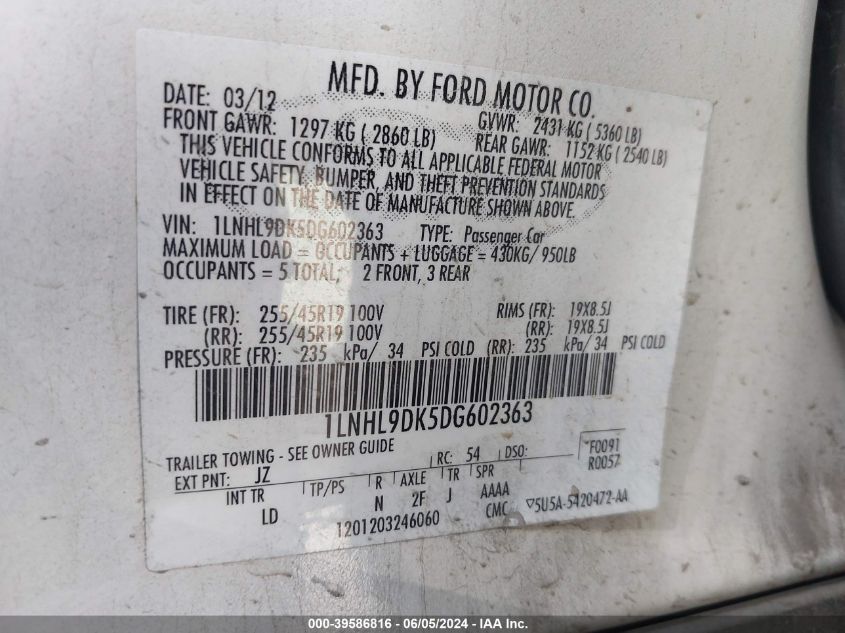 MFD. BY FORD MOTOR CO.
DATE: 03/12 GVWR: 2431 KG ( 5360 LB)
FRONT GAWR: 1297 KG ( 2860 LB) REAR GAWR: 1152 KG ( 2540 LB)
THIS VEHICLE CONFORMS TO ALL APPLICABLE FEDERAL MOTOR
VEHICLE SAFETY, BUMPER, AND THEFT PREVENTION STANDARDS
IN EFFECT ON THE DATE OF MANUFACTURE SHOWN ABOVE.
VIN: 1LNHL9DK5DG602363 TYPE: Passenger Car
MAXIMUM LOAD = OCCUPANTS + LUGGAGE = 430KG/ 950LB
OCCUPANTS = 5 TOTAL, 2 FRONT, 3 REAR
TIRE (FR): 255/45R19 100V RIMS (FR): 19X8.5J
(RR): 255/45R19 100V (RR): 19X8.5J
PRESSURE (FR): 235 kPa/ 34 PSI COLD (RR): 235 kPa/ 34 PSI COLD
1LNHL9DK5DG602363
TRAILER TOWING - SEE OWNER GUIDE RC: 54 DSO: F0091
EXT PNT: JZ R0057
INT TR TP/PS R AXLE TR SPR
LD N 2F J AAAA
1201203246060 CMC ▽5U5A-5420472-AA
000-39586816 - 06/05/2024 - IAA Inc.